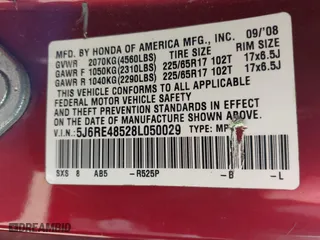 MFD. BY HONDA OF AMERICA MFG., INC. 09/'08
GVWR 2070KG(4560LBS) TIRE SIZE RIM SIZE
GAWR F 1050KG(2310LBS) 225/65R17 102T 17x6.5J
GAWR R 1040KG(2290LBS) 225/65R17 102T 17x6.5J
THIS VEHICLE CONFORMS TO ALL APPLICABLE
FEDERAL MOTOR VEHICLE SAFETY AND
THEFT PREVENTION STANDARDS IN EFFECT ON THE
DATE OF MANUFACTURE SHOWN ABOVE.
V.I.N: 5J6RE48528L050029 TYPE: MP
SXS 8 AB5 -R525P -B -L
DREAMBID